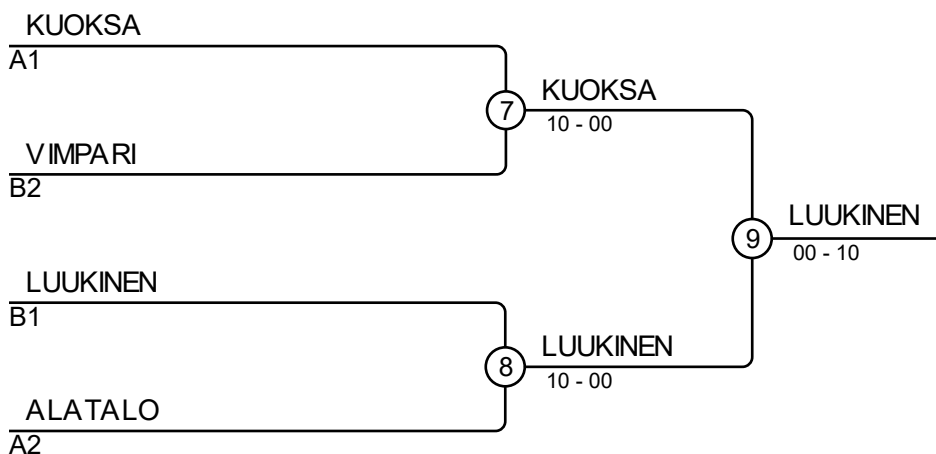 KUOKSA
A1
7
KUOKSA
10 - 00
VIMPARI
B2
9
LUUKINEN
00 - 10
LUUKINEN
B1
8
LUUKINEN
10 - 00
ALATALO
A2